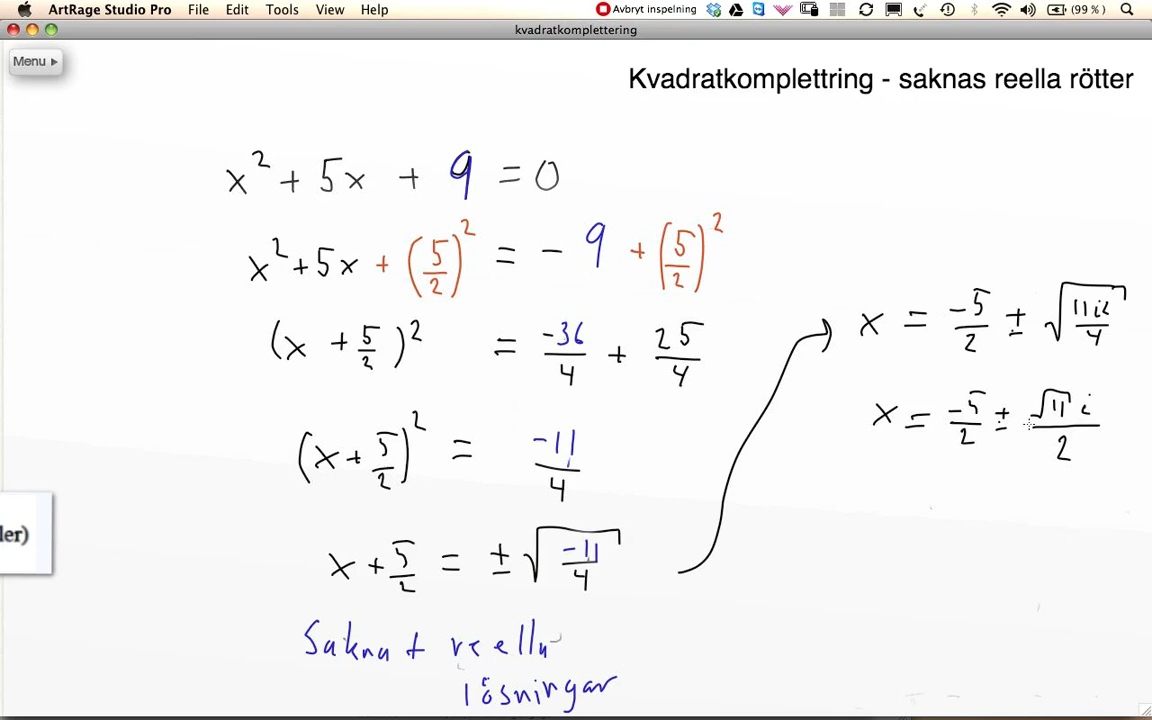 ArtRage Studio Pro File Edit Tools View Help Avbryt inspelning (99 %)
kvadratkomplettering
Menu
Kvadratkomplettring - saknas reella rötter
x² + 5x + 9 = 0
x² + 5x + (5/2)² = - 9 + (5/2)²
(x + 5/2)² = -36/4 + 25/4
(x + 5/2)² = -11/4
x + 5/2 = ± √(-11/4)
Saknat reella
lösningar
x = -5/2 ± √(11i²/4)
x = -5/2 ± √11 i/2
ler)